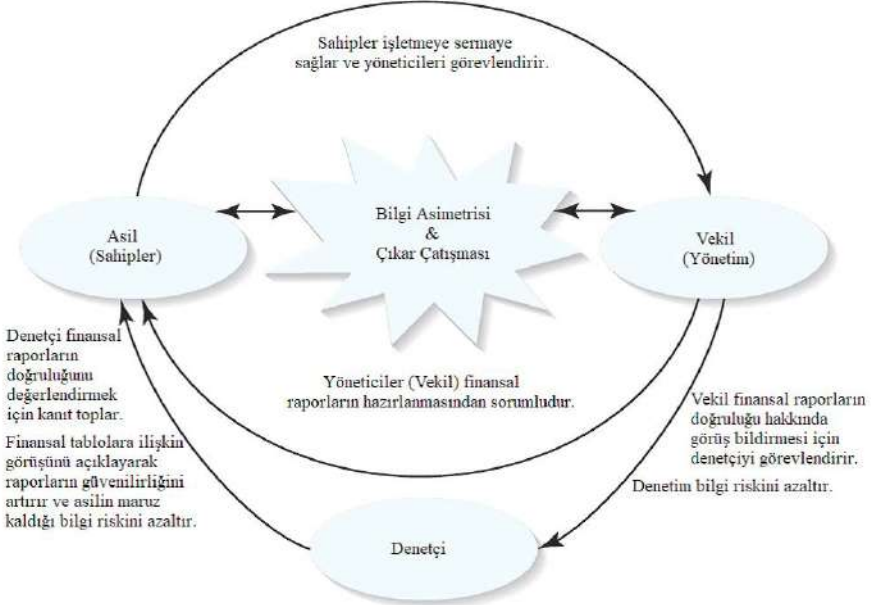 Sahipler işletmeye sermaye
sağlar ve yöneticileri görevlendirir.
Asil
(Sahipler)
Bilgi Asimetrisi
&
Çıkar Çatışması
Vekil
(Yönetim)
Denetçi finansal
raporların
doğruluğunu
değerlendirmek
için kanıt toplar.
Finansal tablolara ilişkin
görüşünü açıklayarak
raporların güvenilirliğini
artırır ve asilin maruz
kaldığı bilgi riskini azaltır.
Yöneticiler (Vekil) finansal
raporların hazırlanmasından sorumludur.
Vekil finansal raporların
doğruluğu hakkında
görüş bildirmesi için
denetçiyi görevlendirir.
Denetim bilgi riskini azaltır.
Denetçi